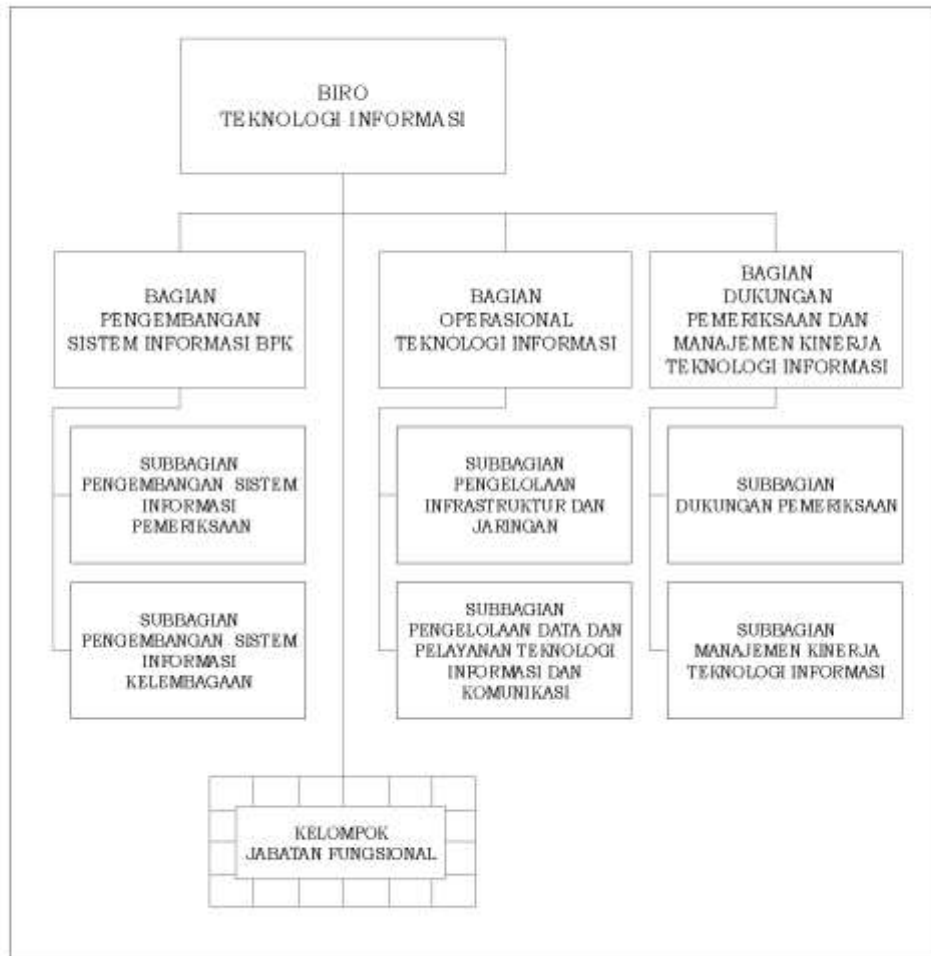 BIRO
TEKNOLOGI INFORMASI
BAGIAN
PENGEMBANGAN
SISTEM INFORMASI BPK
BAGIAN
OPERASIONAL
TEKNOLOGI INFORMASI
BAGIAN
DUKUNGAN
PEMERIKSAAN DAN
MANAJEMEN KINERJA
TEKNOLOGI INFORMASI
SUBBAGIAN
PENGEMBANGAN SISTEM
INFORMASI
PEMERIKSAAN
SUBBAGIAN
PENGELOLAAN
INFRASTRUKTUR DAN
JARINGAN
SUBBAGIAN
DUKUNGAN PEMERIKSAAN
SUBBAGIAN
PENGEMBANGAN SISTEM
INFORMASI
KELEMBAGAAN
SUBBAGIAN
PENGELOLAAN DATA DAN
PELAYANAN TEKNOLOGI
INFORMASI DAN
KOMUNIKASI
SUBBAGIAN
MANAJEMEN KINERJA
TEKNOLOGI INFORMASI
KELOMPOK
JABATAN FUNGSIONAL